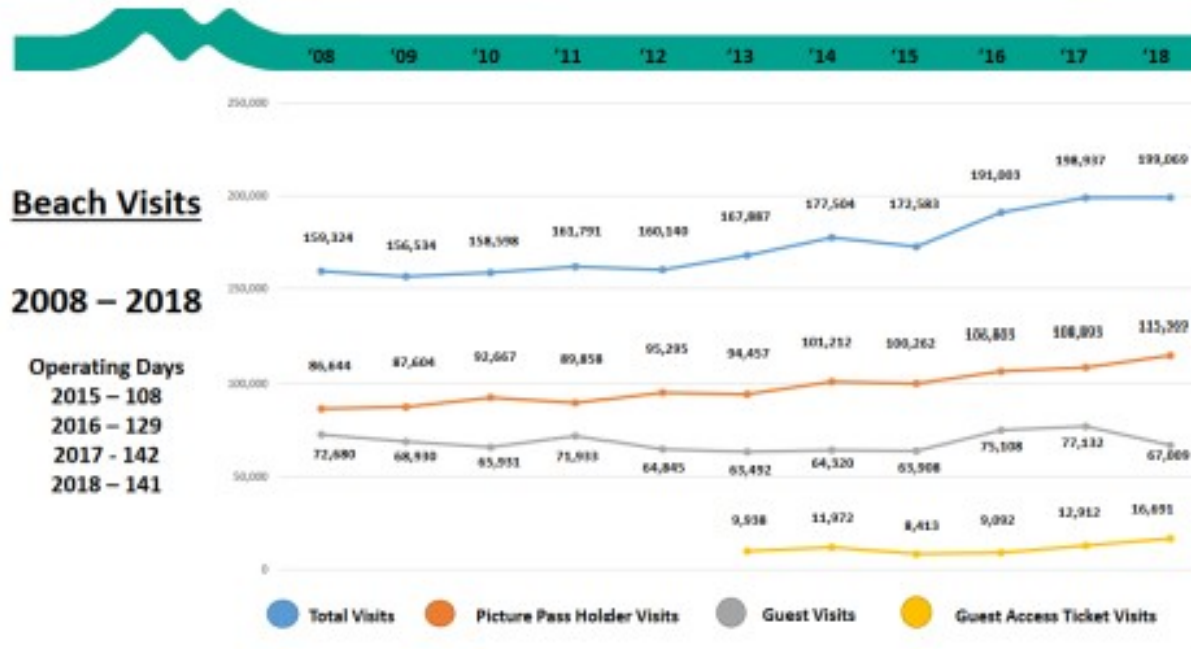 '08 '09 '10 '11 '12 '13 '14 '15 '16 '17 '18
Beach Visits
2008 – 2018
Operating Days
2015 – 108
2016 – 129
2017 - 142
2018 – 141
250,000
200,000
150,000
100,000
50,000
0
159,324 156,534 158,598 161,791 160,140 167,887 177,504 172,583 191,003 198,937 199,069
86,644 87,604 92,667 89,858 95,295 94,457 101,212 100,262 106,803 108,893 115,369
72,680 68,930 65,931 71,933 64,845 63,492 64,320 63,908 75,108 77,132 67,009
9,938 11,972 8,413 9,092 12,912 16,691
Total Visits Picture Pass Holder Visits Guest Visits Guest Access Ticket Visits